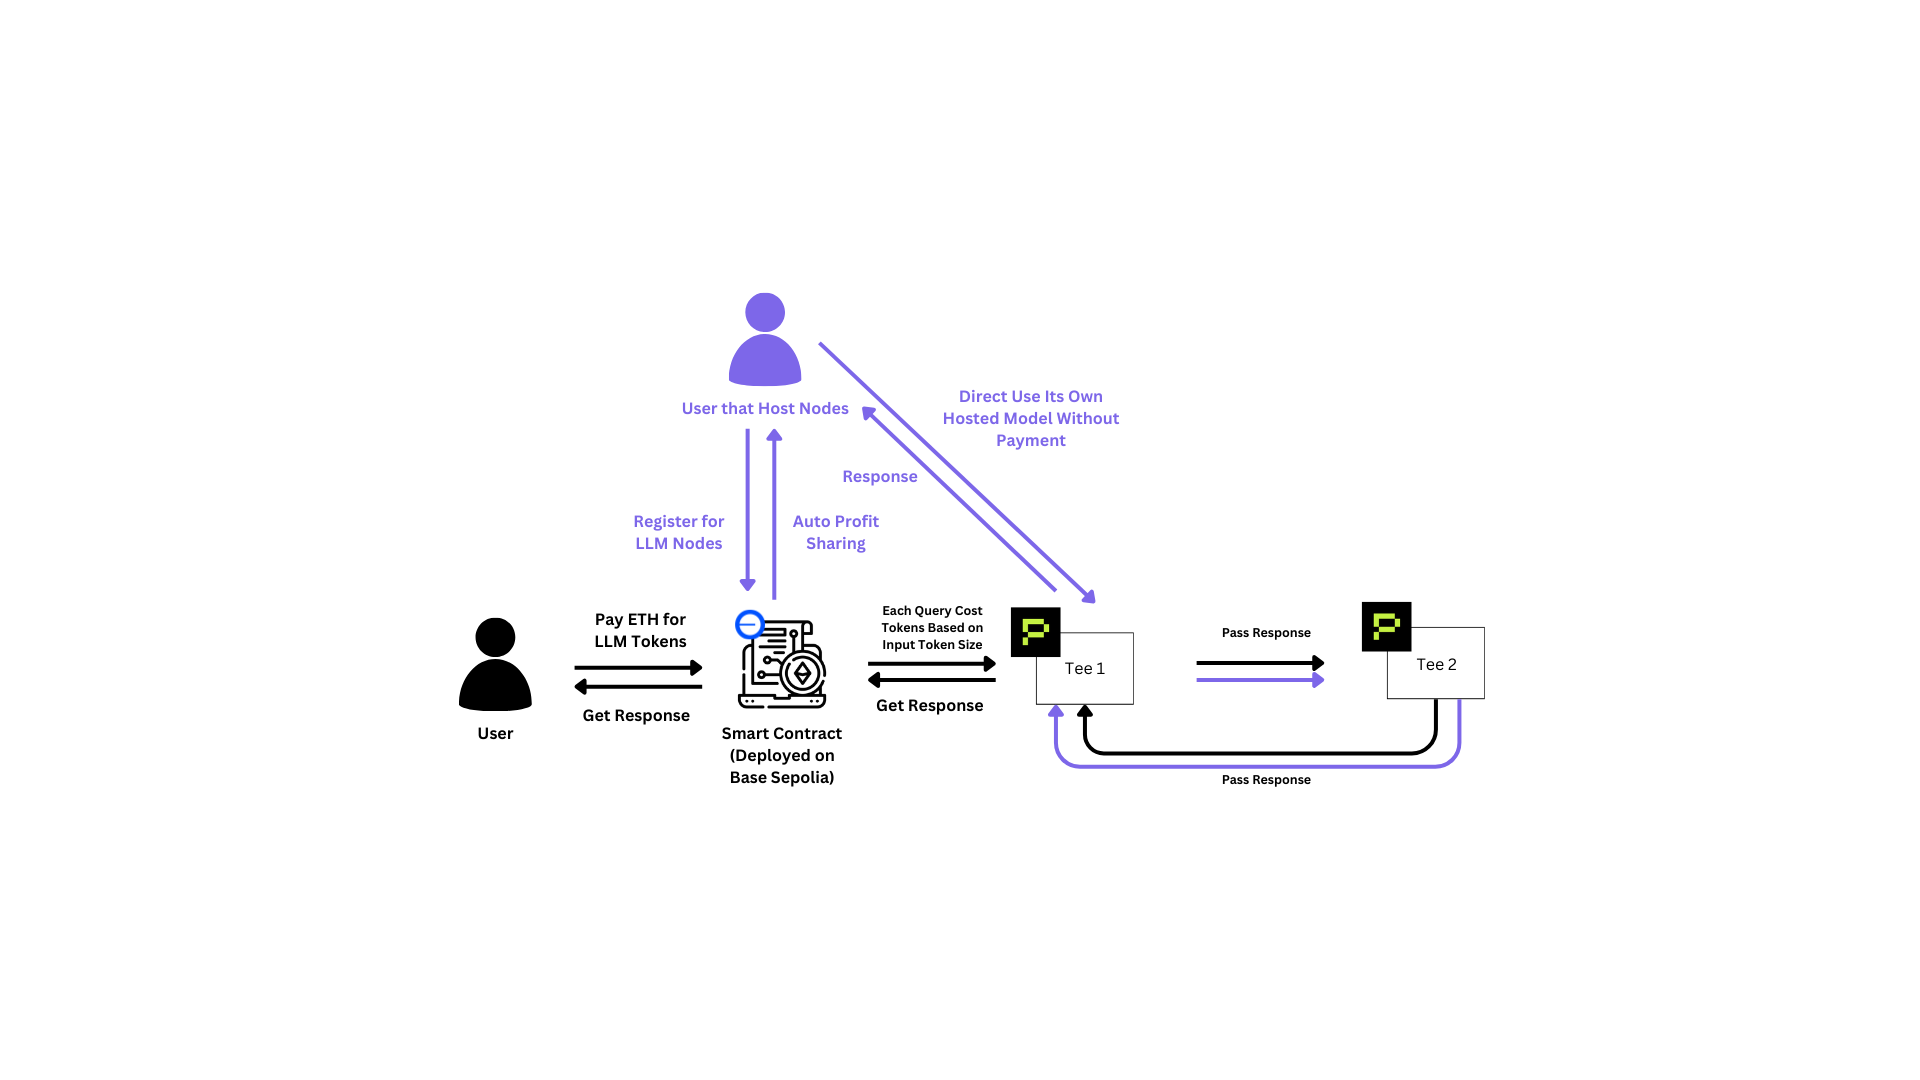 User that Host Nodes
Direct Use Its Own
Hosted Model Without
Payment
Response
Register for
LLM Nodes
Auto Profit
Sharing
Pay ETH for
LLM Tokens
Get Response
User
Smart Contract
(Deployed on
Base Sepolia)
Each Query Cost
Tokens Based on
Input Token Size
Get Response
Tee 1
Pass Response
Tee 2
Pass Response